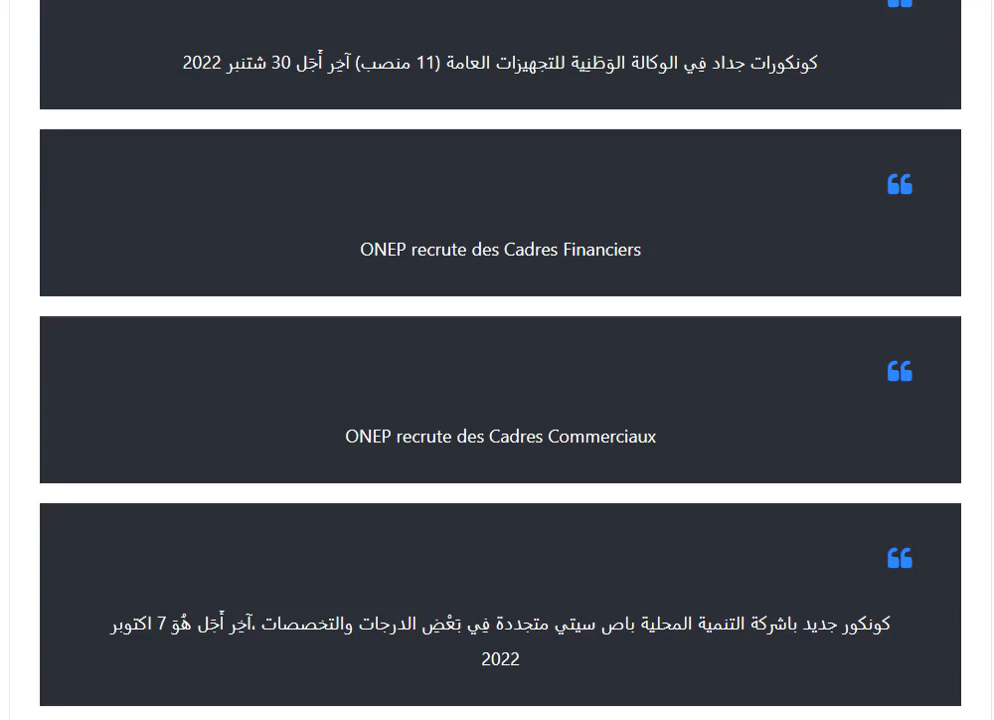 كونكورات جداد فِي الوكالة الوَطَنِية للتجهيزات العامة (11 منصب) آخِر أَجَل 30 شتنبر 2022
ONEP recrute des Cadres Financiers
ONEP recrute des Cadres Commerciaux
كونكور جديد باشركة التنمية المحلية باص سيتي متجددة فِي بَعْضِ الدرجات والتخصصات ،آخِر أَجَل هُوَ 7 اكتوبر
2022